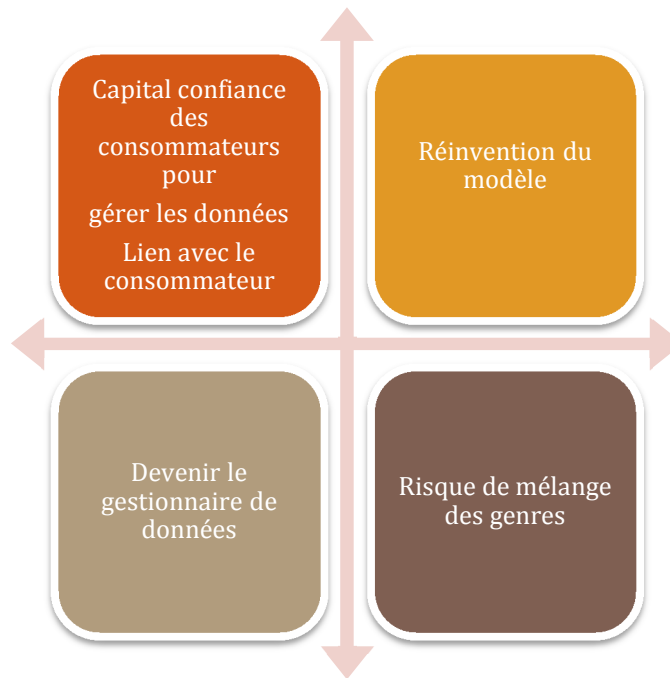 Capital confiance
des
consommateurs
pour
gérer les données
Lien avec le
consommateur
Réinvention du
modèle
Devenir le
gestionnaire de
données
Risque de mélange
des genres